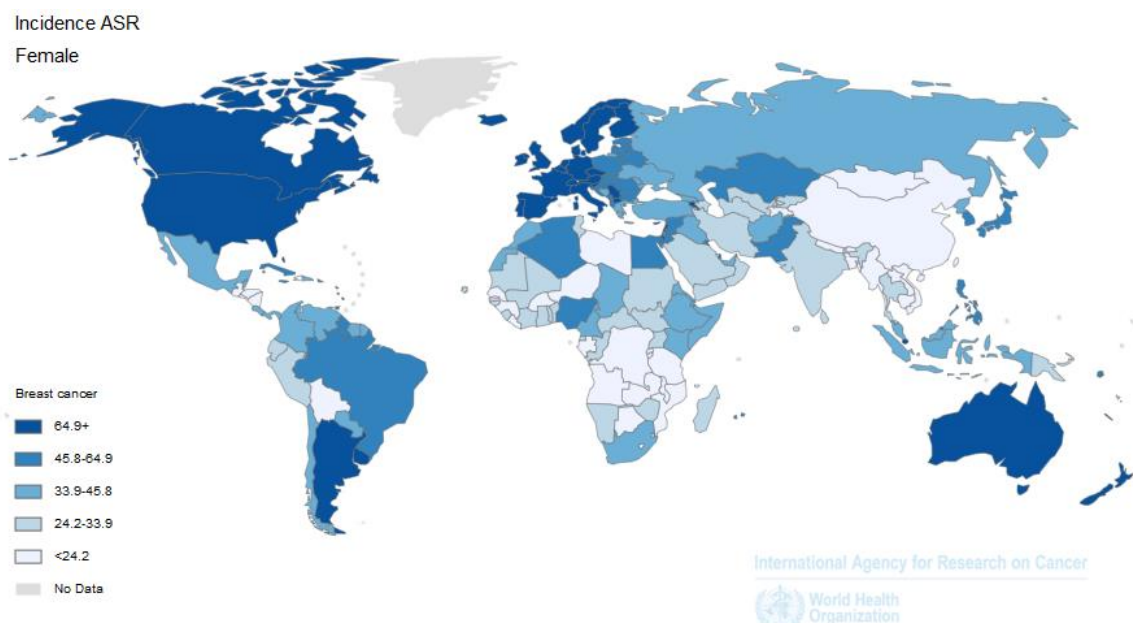 Incidence ASR
Female
Breast cancer
64.9+
45.8-64.9
33.9-45.8
24.2-33.9
<24.2
No Data
International Agency for Research on Cancer
World Health
Organization